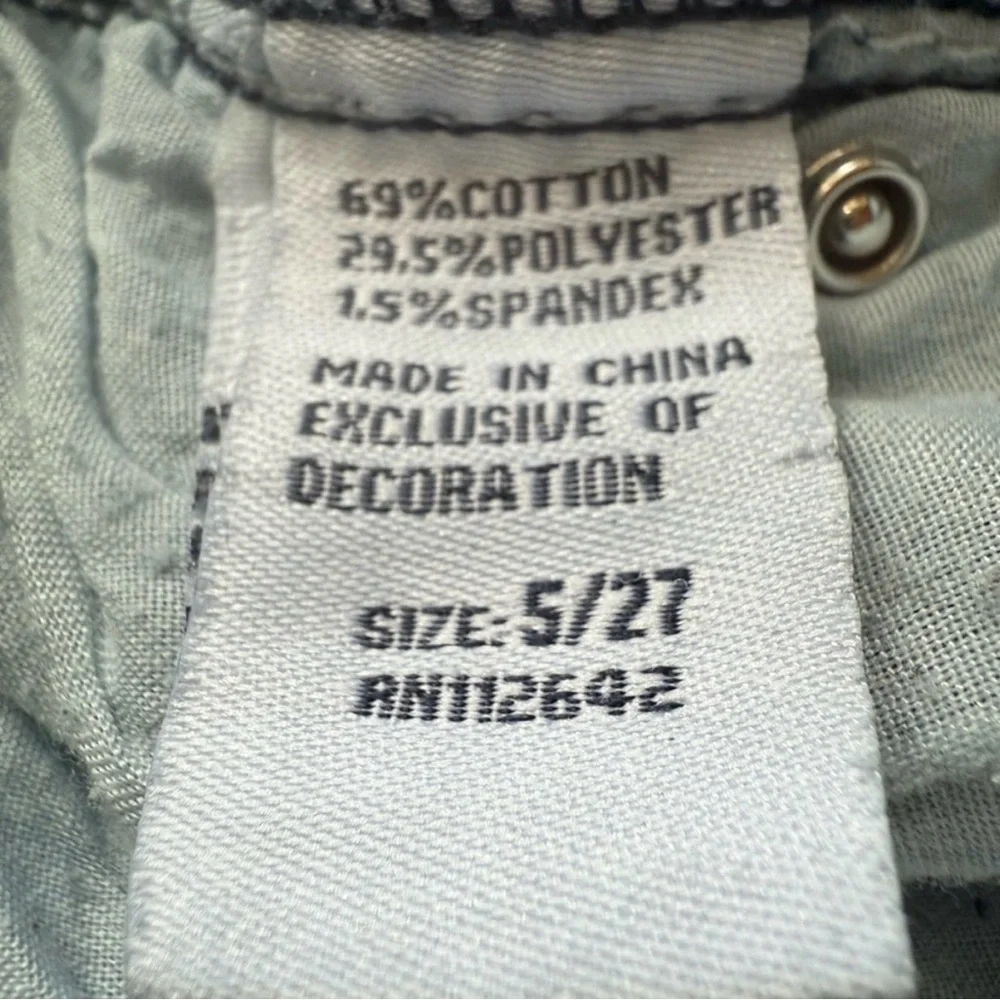 69%COTTON
29.5%POLYESTER
1.5%SPANDEX
MADE IN CHINA
EXCLUSIVE OF
DECORATION
SIZE: 5/27
RN112642